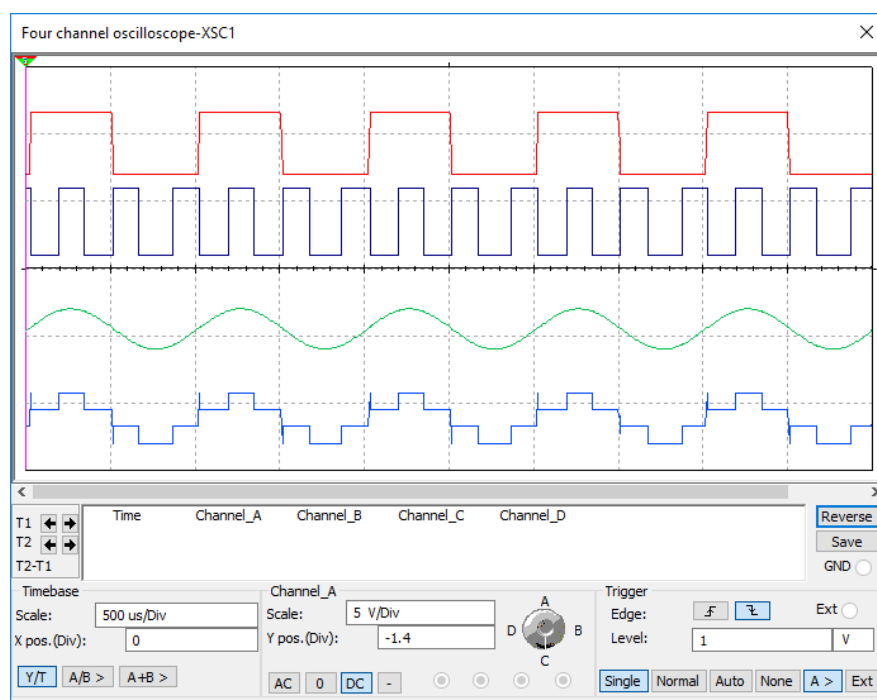 Four channel oscilloscope-XSC1
T1 Time Channel_A Channel_B Channel_C Channel_D Reverse
T2 Save
T2-T1 GND
Timebase Channel_A Trigger
Scale: 500 us/Div Scale: 5 V/Div A Edge: Ext
X pos.(Div): 0 Y pos.(Div): -1.4 D B Level: 1 V
C
Y/T A/B > A+B > AC 0 DC - Single Normal Auto None A > Ext